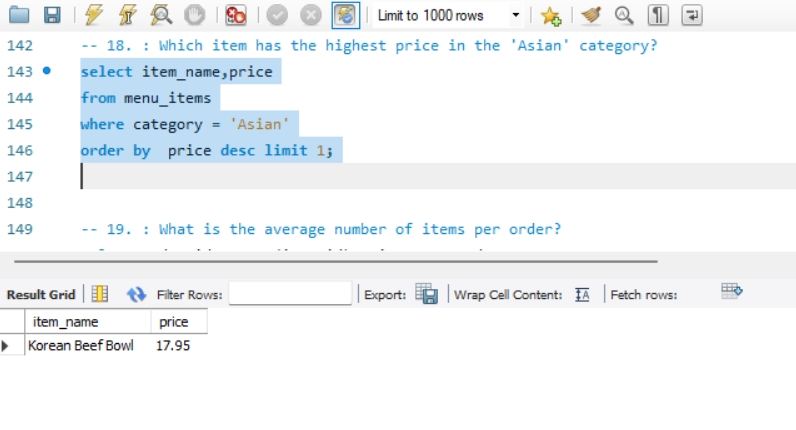 Limit to 1000 rows
142 -- 18. : Which item has the highest price in the 'Asian' category?
143 select item_name,price
144 from menu_items
145 where category = 'Asian'
146 order by  price desc limit 1;
147
148
149 -- 19. : What is the average number of items per order?
Result Grid Filter Rows: Export: Wrap Cell Content: Fetch rows:
item_name price
Korean Beef Bowl 17.95